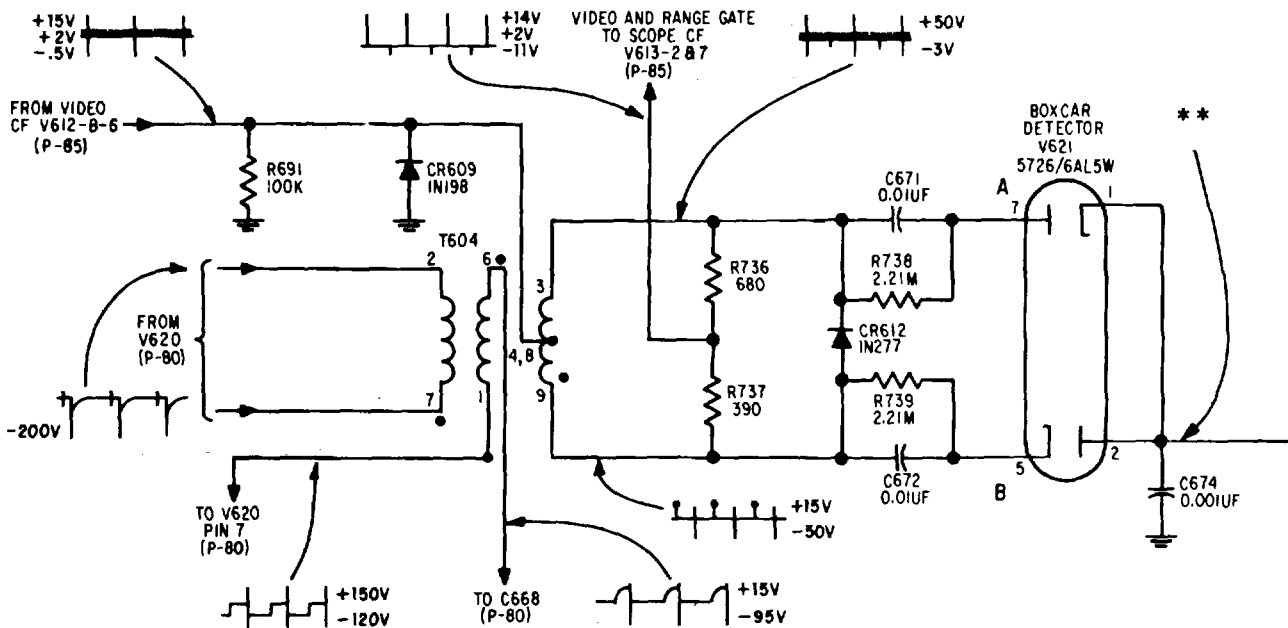 +15V
+2V
-.5V
+14V
+2V
-11V
VIDEO AND RANGE GATE
TO SCOPE CF
V613-2&7
(P-85)
+50V
-3V
FROM VIDEO
CF V612-8-6
(P-85)
R691
100K
CR609
1N198
BOXCAR
DETECTOR
V621
5726/6AL5W
**
C671
0.01UF
A
7
1
T604
2
6
3
R736
680
R738
2.21M
FROM
V620
(P-80)
4,8
CR612
1N277
7
1
9
R737
390
R739
2.21M
-200V
C672
0.01UF
5
2
B
C674
0.001UF
TO V620
PIN 7
(P-80)
+15V
-50V
+150V
-120V
TO C668
(P-80)
+15V
-95V